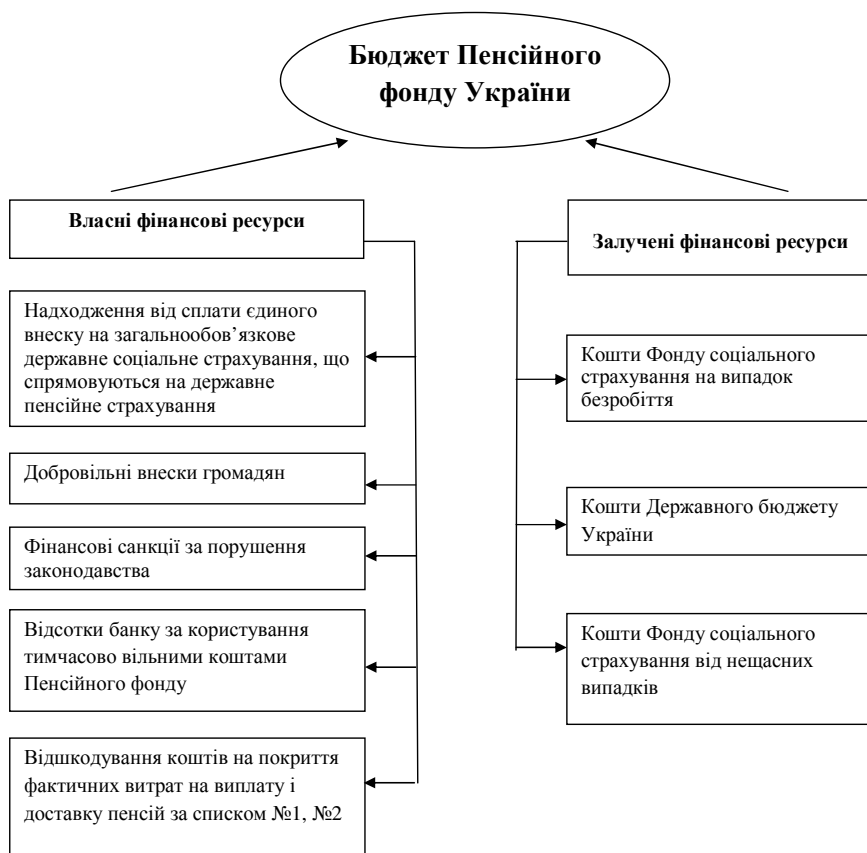 Бюджет Пенсійного
фонду України
Власні фінансові ресурси
Надходження від сплати єдиного
внеску на загальнообов’язкове
державне соціальне страхування, що
спрямовуються на державне
пенсійне страхування
Добровільні внески громадян
Фінансові санкції за порушення
законодавства
Відсотки банку за користування
тимчасово вільними коштами
Пенсійного фонду
Відшкодування коштів на покриття
фактичних витрат на виплату і
доставку пенсій за списком №1, №2
Залучені фінансові ресурси
Кошти Фонду соціального
страхування на випадок
безробіття
Кошти Державного бюджету
України
Кошти Фонду соціального
страхування від нещасних
випадків